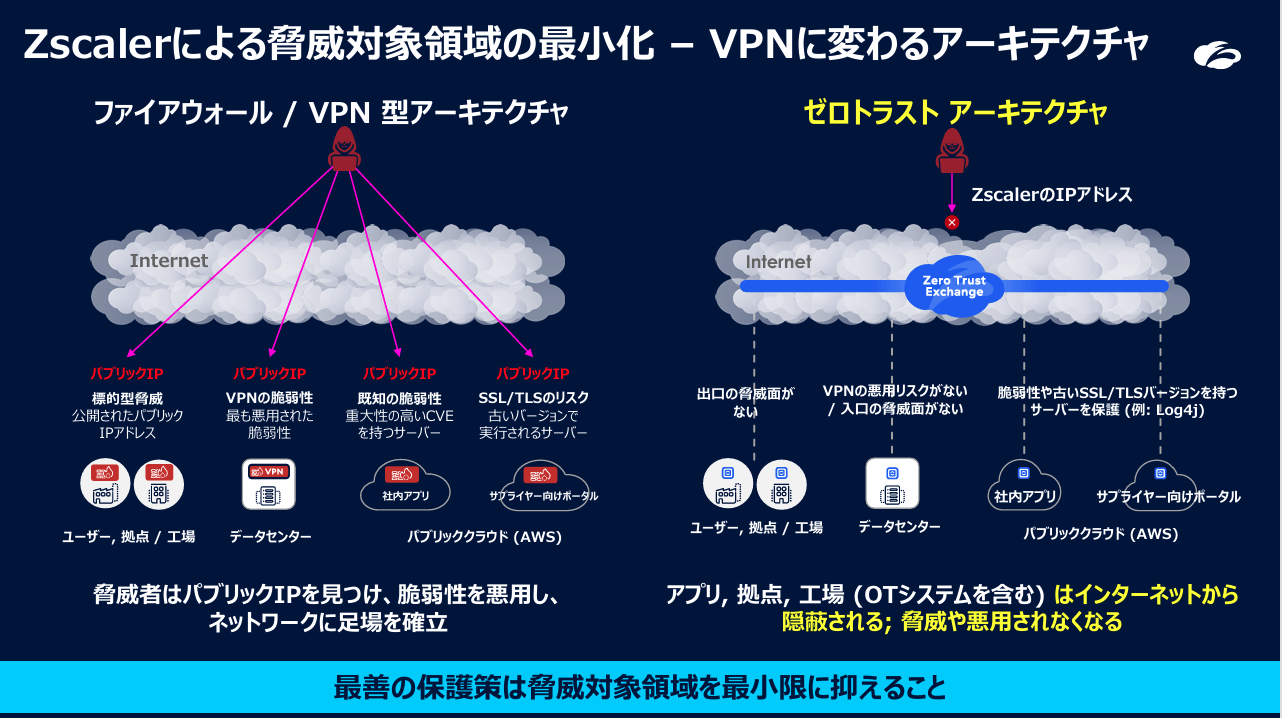 Zscalerによる脅威対象領域の最小化 – VPNに変わるアーキテクチャ
ファイアウォール / VPN 型アーキテクチャ
Internet
パブリックIP
標的型脅威
公開されたパブリック
IPアドレス
パブリックIP
VPNの脆弱性
最も悪用された
脆弱性
パブリックIP
既知の脆弱性
重大性の高いCVE
を持つサーバー
パブリックIP
SSL/TLSのリスク
古いバージョンで
実行されるサーバー
VPN
社内アプリ
サプライヤー向けポータル
ユーザー, 拠点 / 工場
データセンター
パブリッククラウド (AWS)
脅威者はパブリックIPを見つけ、脆弱性を悪用し、
ネットワークに足場を確立
ゼロトラスト アーキテクチャ
ZscalerのIPアドレス
Internet
Zero Trust
Exchange
出口の脅威面が
ない
VPNの悪用リスクがない
/ 入口の脅威面がない
脆弱性や古いSSL/TLSバージョンを持つ
サーバーを保護 (例: Log4j)
社内アプリ
サプライヤー向けポータル
ユーザー, 拠点 / 工場
データセンター
パブリッククラウド (AWS)
アプリ, 拠点, 工場 (OTシステムを含む) はインターネットから
隠蔽される; 脅威や悪用されなくなる
最善の保護策は脅威対象領域を最小限に抑えること